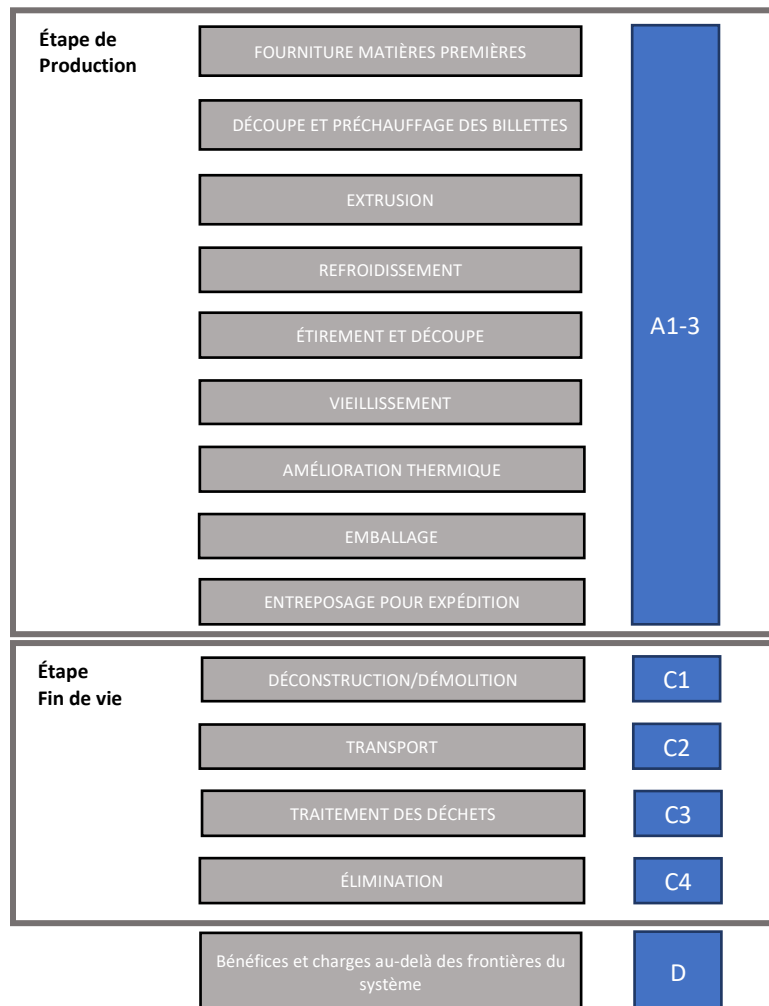 Étape de
Production
FOURNITURE MATIÈRES PREMIÈRES
DÉCOUPE ET PRÉCHAUFFAGE DES BILLETTES
EXTRUSION
REFROIDISSEMENT
ÉTIREMENT ET DÉCOUPE
VIEILLISSEMENT
AMÉLIORATION THERMIQUE
EMBALLAGE
ENTREPOSAGE POUR EXPÉDITION
A1-3
Étape
Fin de vie
DÉCONSTRUCTION/DÉMOLITION
C1
TRANSPORT
C2
TRAITEMENT DES DÉCHETS
C3
ÉLIMINATION
C4
Bénéfices et charges au-delà des frontières du
système
D